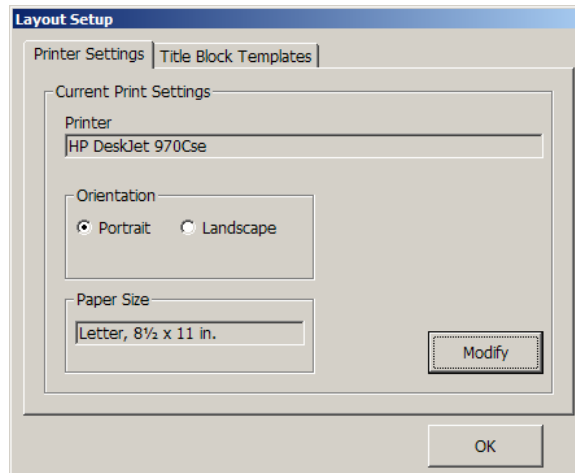 Layout Setup
Printer Settings Title Block Templates
Current Print Settings
Printer
HP DeskJet 970Cse
Orientation
Portrait Landscape
Paper Size
Letter, 8½ x 11 in.
Modify
OK